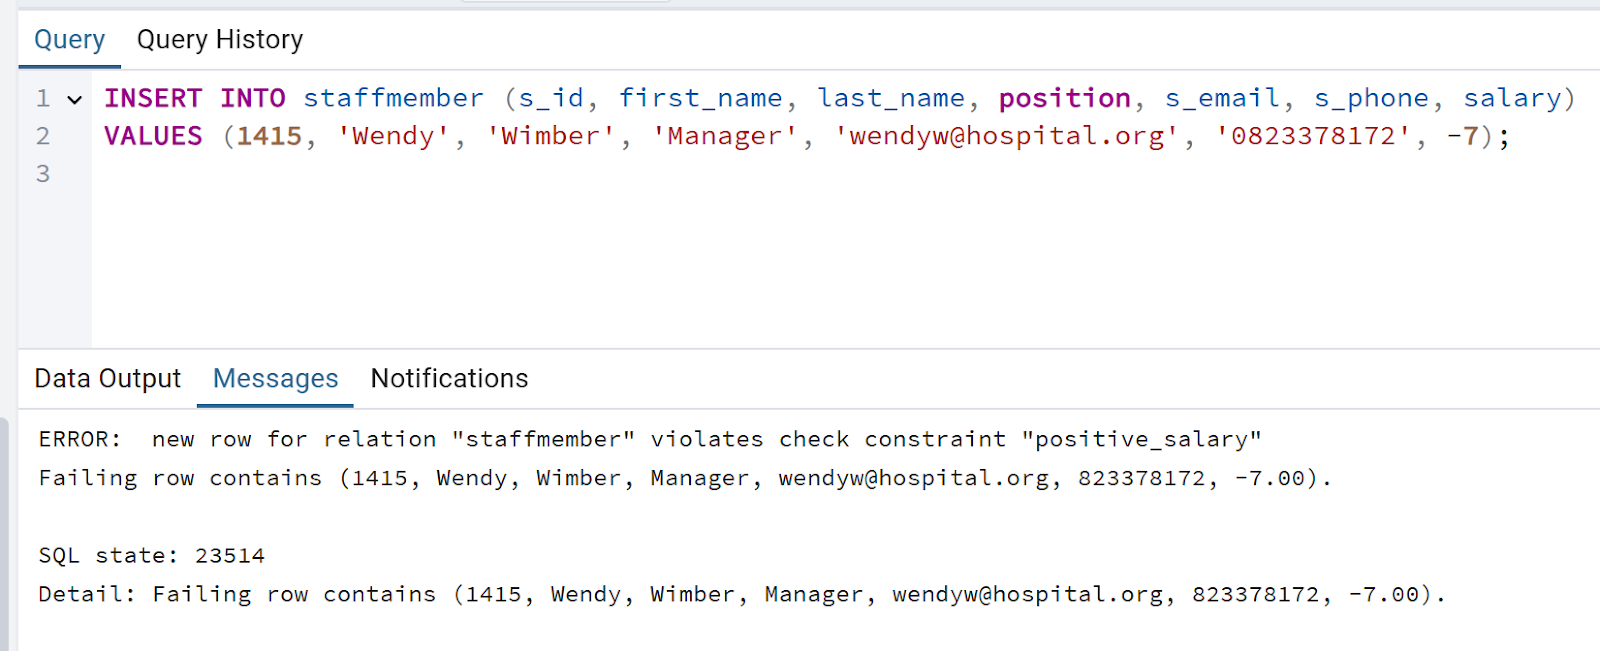 Query Query History
1 INSERT INTO staffmember (s_id, first_name, last_name, position, s_email, s_phone, salary)
2 VALUES (1415, 'Wendy', 'Wimber', 'Manager', 'wendyw@hospital.org', '0823378172', -7);
3
Data Output Messages Notifications
ERROR:  new row for relation "staffmember" violates check constraint "positive_salary"
Failing row contains (1415, Wendy, Wimber, Manager, wendyw@hospital.org, 823378172, -7.00).
SQL state: 23514
Detail: Failing row contains (1415, Wendy, Wimber, Manager, wendyw@hospital.org, 823378172, -7.00).